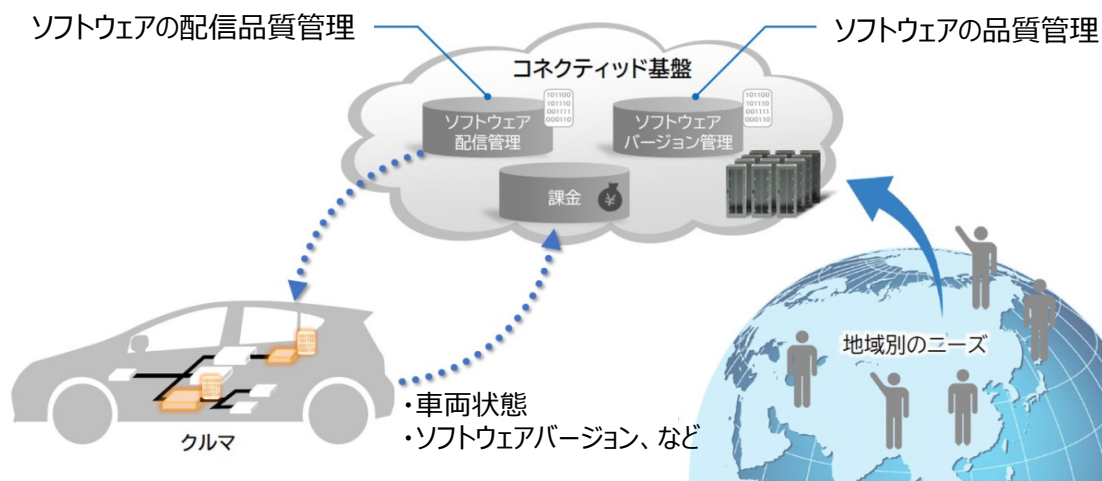 ソフトウェアの配信品質管理
ソフトウェアの品質管理
コネクティッド基盤
101100
101110
001111
000110
101100
101110
001111
000110
ソフトウェア
配信管理
ソフトウェア
バージョン管理
課金
¥
地域別のニーズ
・車両状態
・ソフトウェアバージョン、など
クルマ